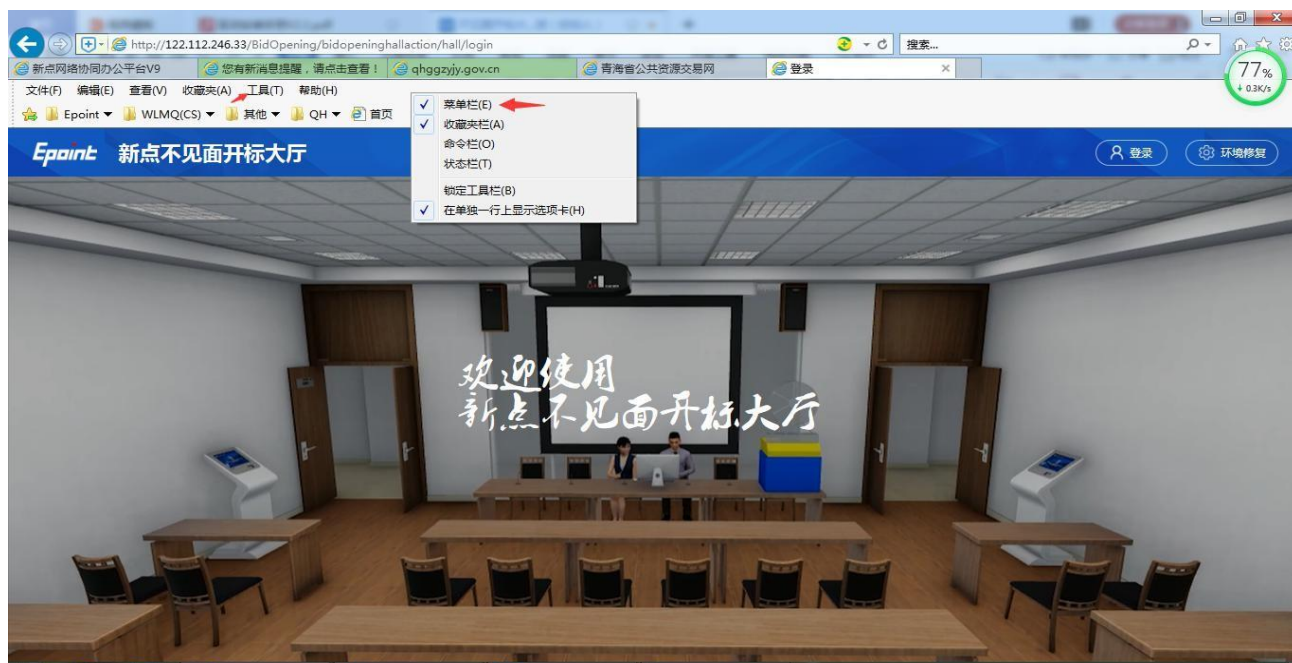 http://122.112.246.33/BidOpening/bidopeninghallaction/hall/login
搜索...
新点网络协同办公平台V9
您有新消息提醒，请点击查看！
qhggzyjy.gov.cn
青海省公共资源交易网
登录
77%
0.3K/s
文件(F) 编辑(E) 查看(V) 收藏夹(A) 工具(T) 帮助(H)
Epoint WLMQ(CS) 其他 QH 首页
菜单栏(E)
收藏夹栏(A)
命令栏(O)
状态栏(T)
锁定工具栏(B)
在单独一行上显示选项卡(H)
Epoint 新点不见面开标大厅
登录
环境修复
欢迎使用
新点不见面开标大厅